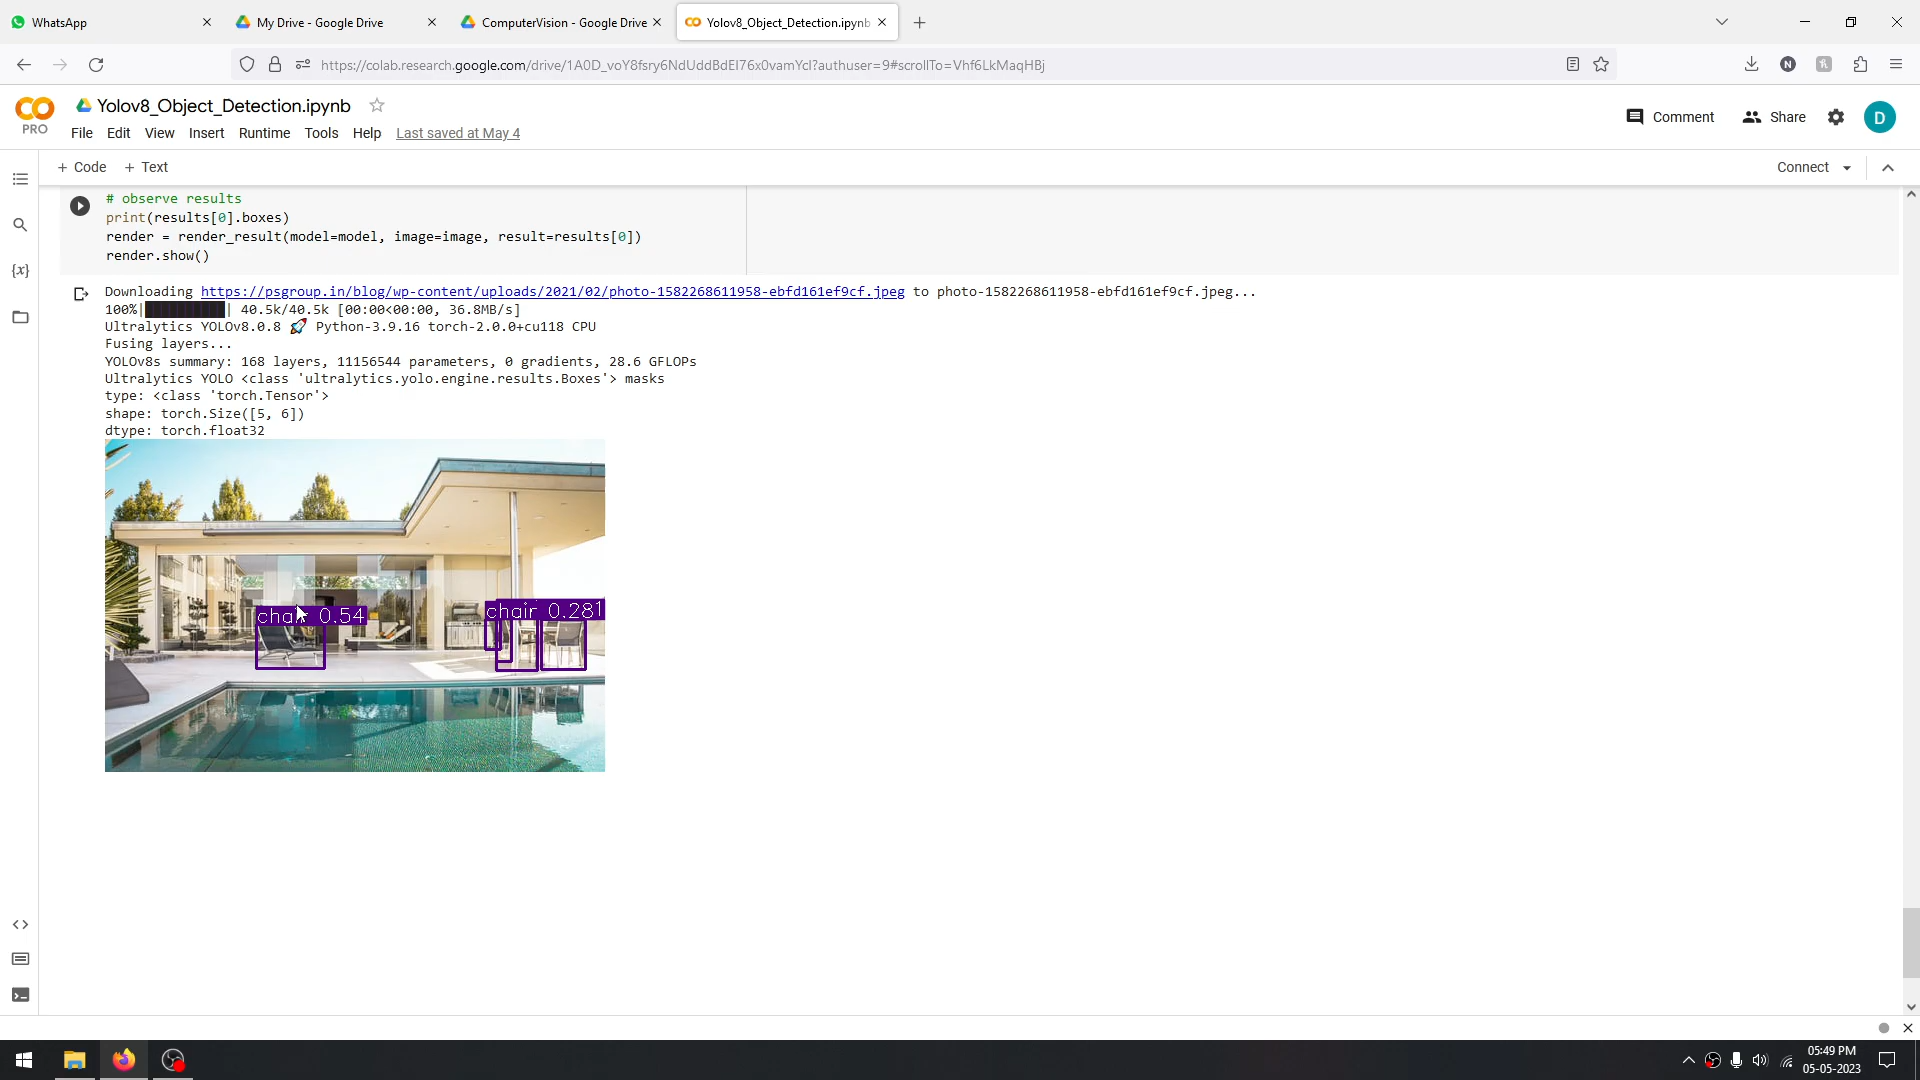 WhatsApp
My Drive - Google Drive
ComputerVision - Google Drive
Yolov8_Object_Detection.ipynb
https://colab.research.google.com/drive/1A0D_voY8fsry6NdUddBdEI76x0vamYcI?authuser=9#scrollTo=Vhf6LkMaqHBj
N
PRO
Yolov8_Object_Detection.ipynb
File Edit View Insert Runtime Tools Help Last saved at May 4
Comment
Share
D
+ Code + Text
Connect
{x}
# observe results
print(results[0].boxes)
render = render_result(model=model, image=image, result=results[0])
render.show()
Downloading https://psgroup.in/blog/wp-content/uploads/2021/02/photo-1582268611958-ebfd161ef9cf.jpeg to photo-1582268611958-ebfd161ef9cf.jpeg...
100%|██████████| 40.5k/40.5k [00:00<00:00, 36.8MB/s]
Ultralytics YOLOv8.0.8 🚀 Python-3.9.16 torch-2.0.0+cu118 CPU
Fusing layers...
YOLOv8s summary: 168 layers, 11156544 parameters, 0 gradients, 28.6 GFLOPs
Ultralytics YOLO <class 'ultralytics.yolo.engine.results.Boxes'> masks
type: <class 'torch.Tensor'>
shape: torch.Size([5, 6])
dtype: torch.float32
chair 0.54
chair 0.281
05:49 PM
05-05-2023